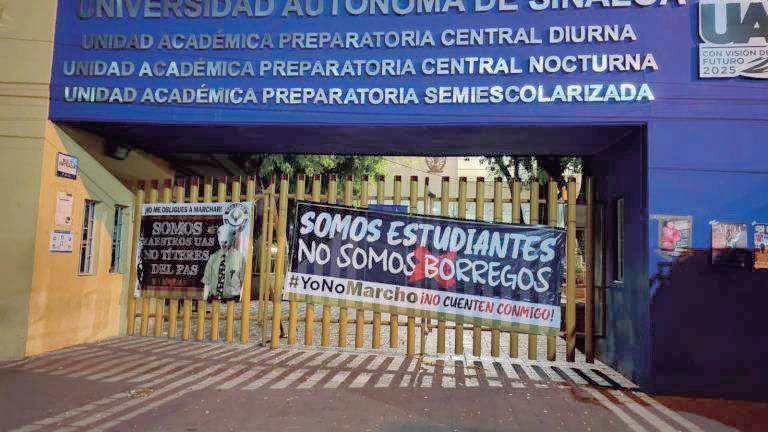 UNIVERSIDAD AUTÓNOMA DE SINALOA
UNIDAD ACADÉMICA PREPARATORIA CENTRAL DIURNA
UNIDAD ACADÉMICA PREPARATORIA CENTRAL NOCTURNA
UNIDAD ACADÉMICA PREPARATORIA SEMIESCOLARIZADA
CON VISIÓN DE
FUTURO
2025
¡NO ME OBLIGUES A MARCHAR!
SOMOS
MAESTROS UAS
NO TÍTERES
DEL PAS
SOMOS ESTUDIANTES
NO SOMOS BORREGOS
#YoNoMarcho ¡NO CUENTEN CONMIGO!